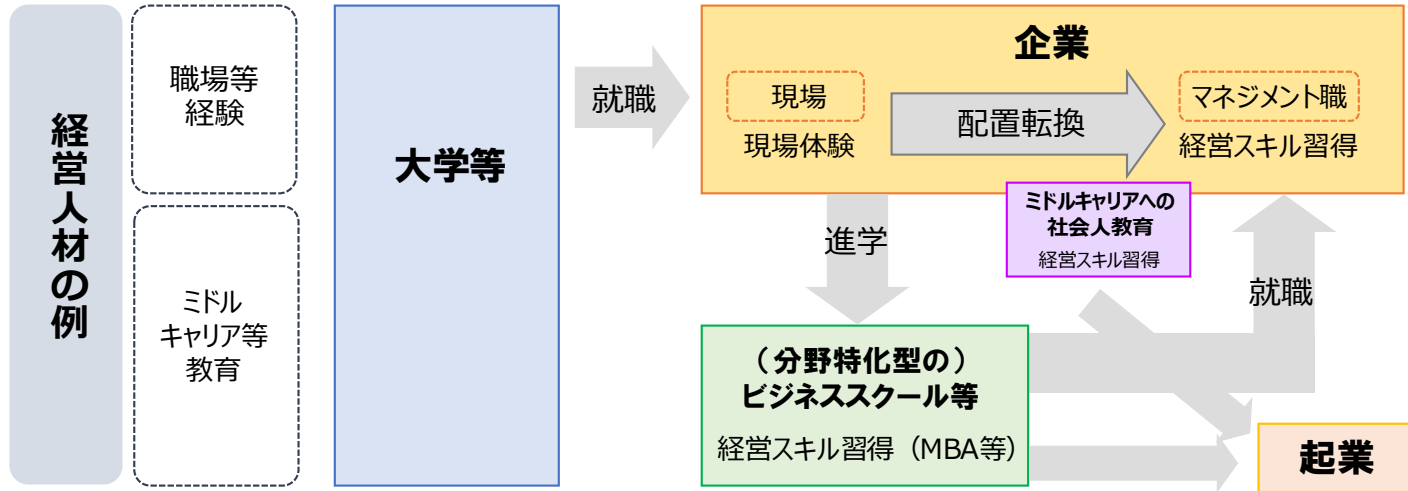 経営人材の例
職場等
経験
ミドル
キャリア等
教育
大学等
就職
企業
現場
現場体験
配置転換
マネジメント職
経営スキル習得
ミドルキャリアへの
社会人教育
経営スキル習得
進学
就職
（分野特化型の）
ビジネススクール等
経営スキル習得（MBA等）
起業